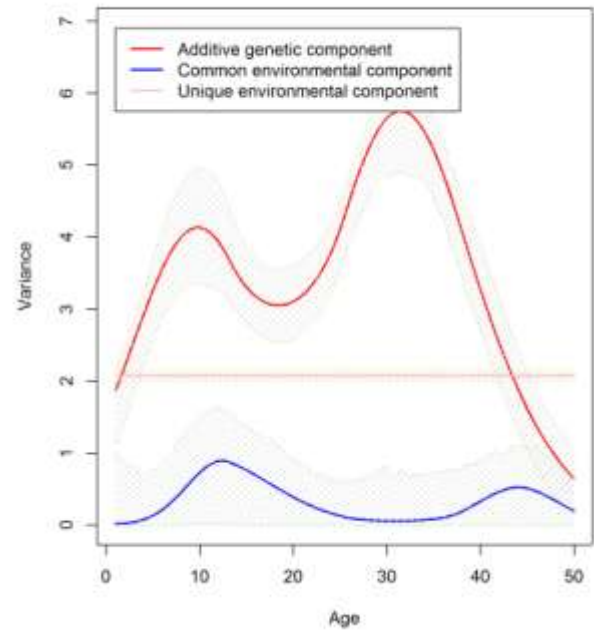 7
Additive genetic component
Common environmental component
Unique environmental component
6
5
4
Variance
3
2
1
0
0 10 20 30 40 50
Age